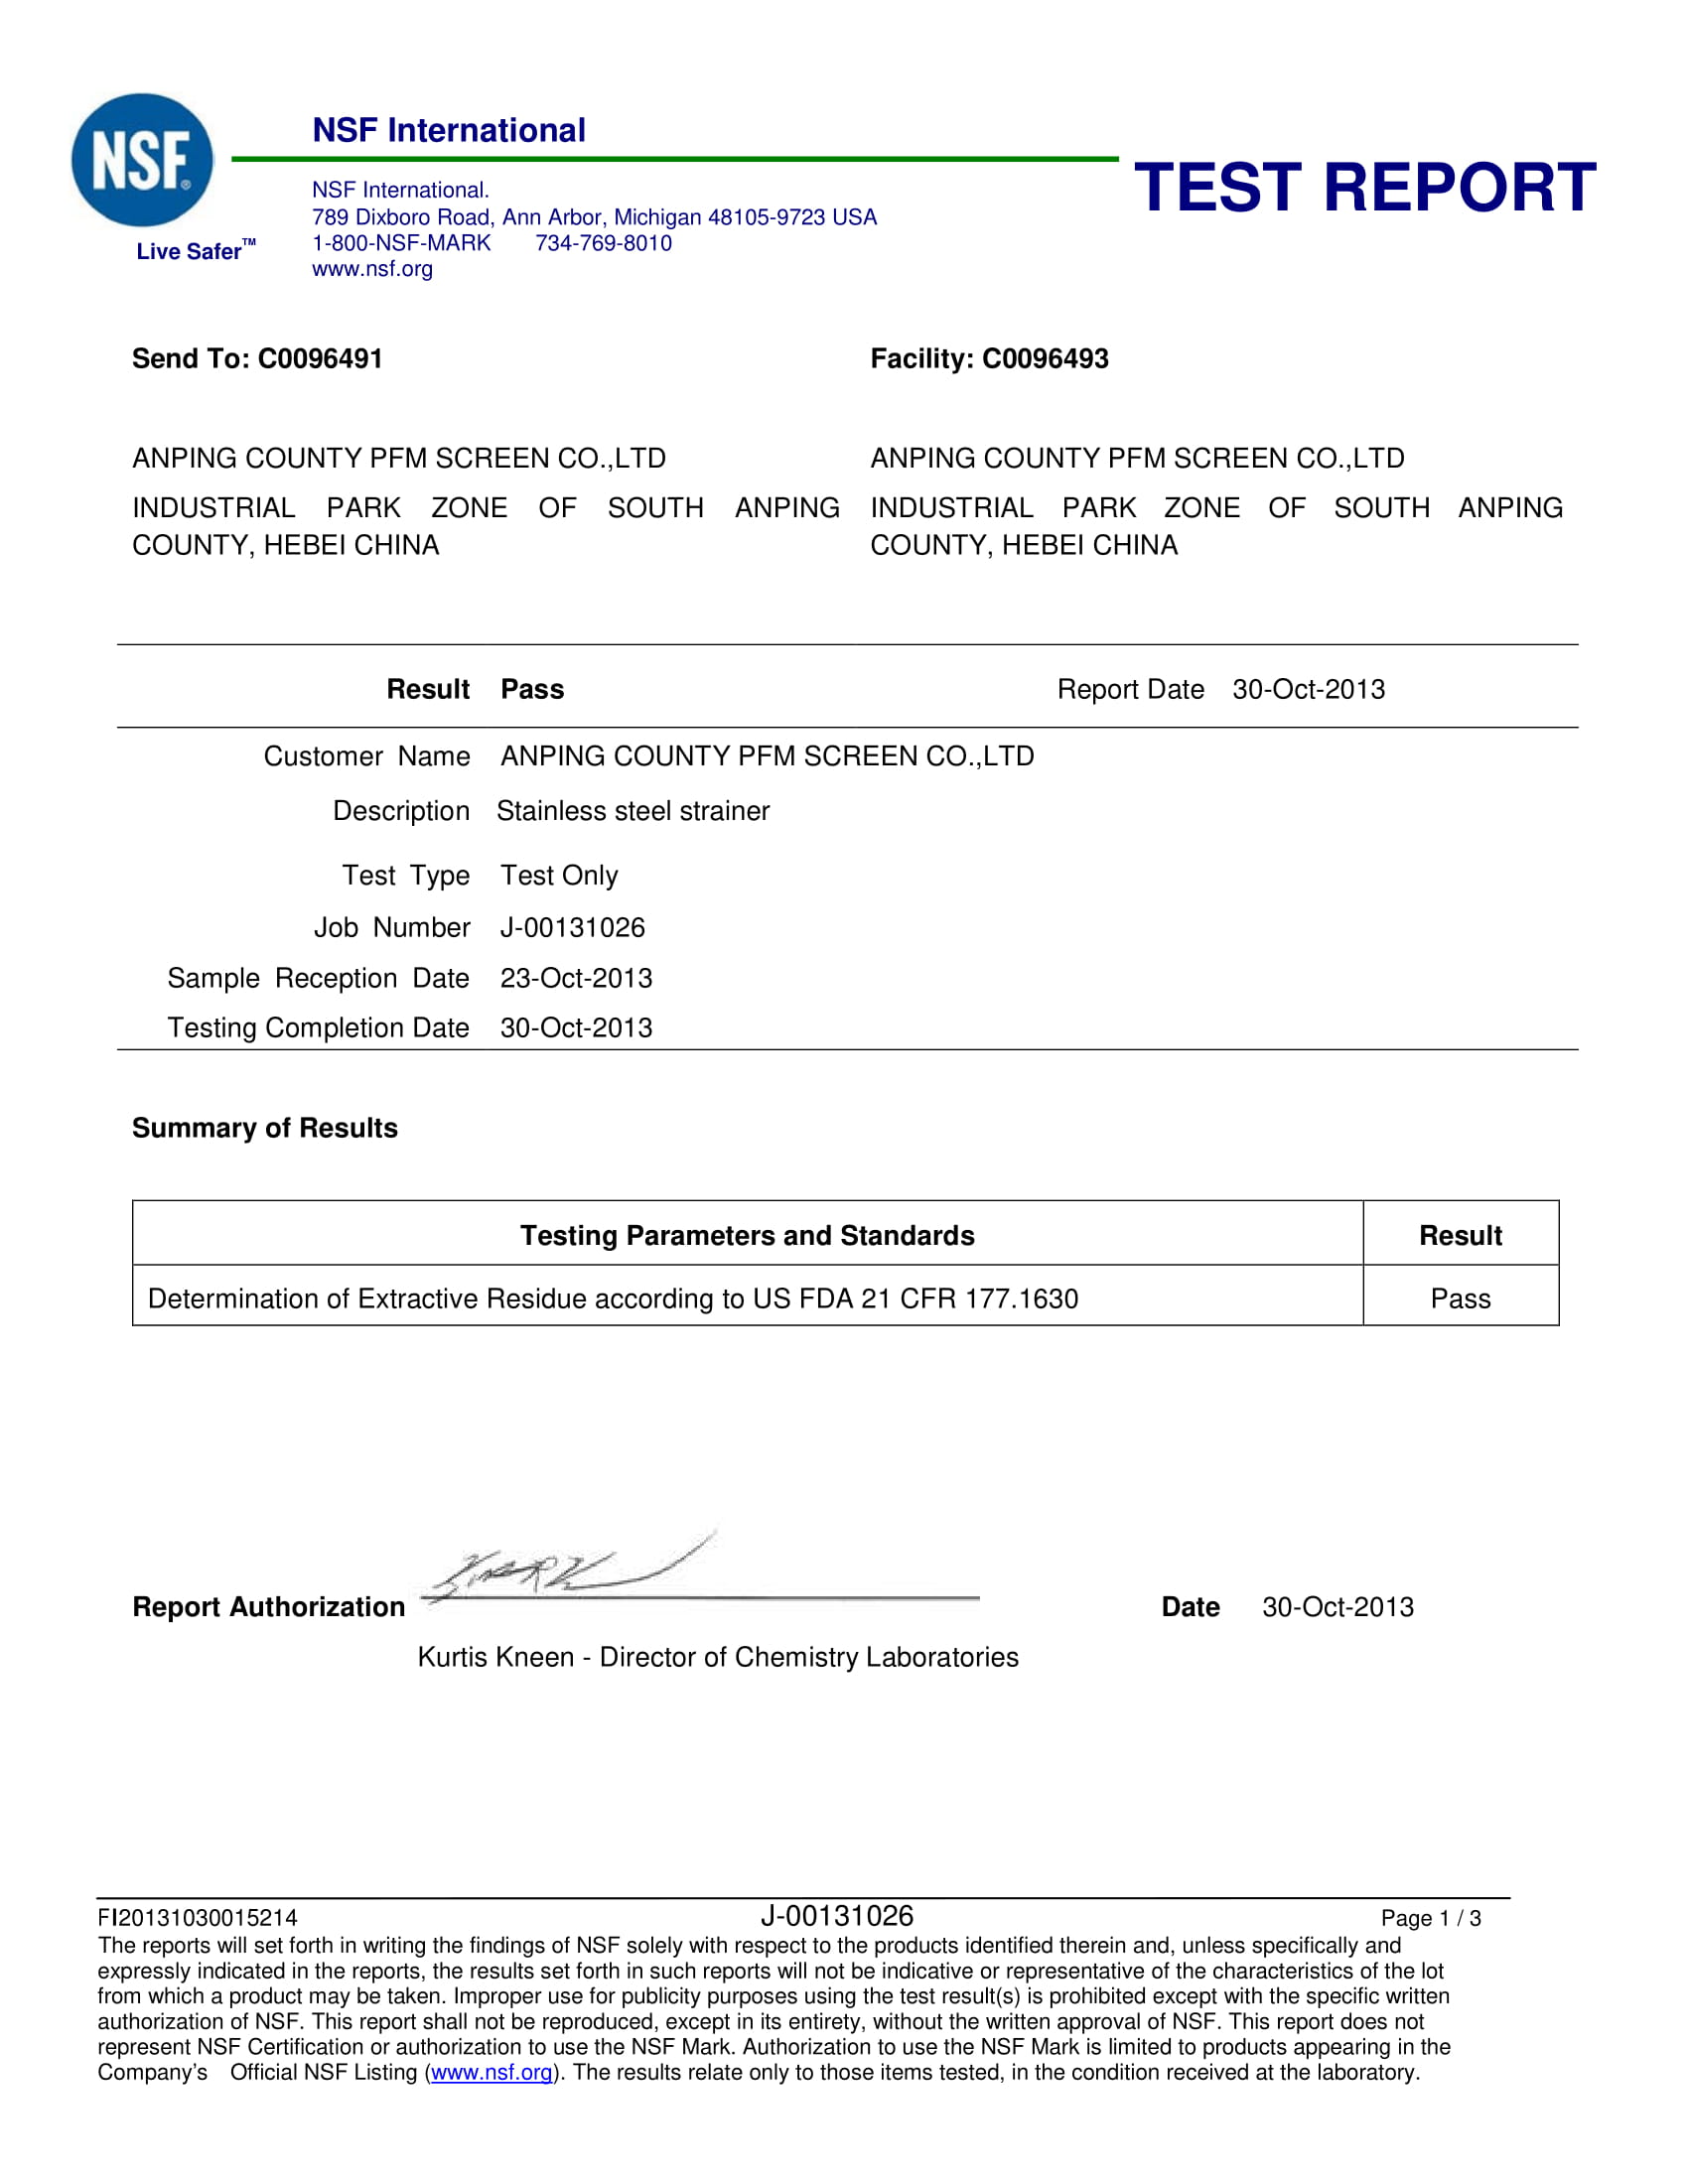 NSF®
Live Safer™
NSF International
NSF International.
789 Dixboro Road, Ann Arbor, Michigan 48105-9723 USA
1-800-NSF-MARK 734-769-8010
www.nsf.org
TEST REPORT
Send To: C0096491
Facility: C0096493
ANPING COUNTY PFM SCREEN CO.,LTD
INDUSTRIAL PARK ZONE OF SOUTH ANPING
COUNTY, HEBEI CHINA
ANPING COUNTY PFM SCREEN CO.,LTD
INDUSTRIAL PARK ZONE OF SOUTH ANPING
COUNTY, HEBEI CHINA
Result Pass Report Date 30-Oct-2013
Customer Name ANPING COUNTY PFM SCREEN CO.,LTD
Description Stainless steel strainer
Test Type Test Only
Job Number J-00131026
Sample Reception Date 23-Oct-2013
Testing Completion Date 30-Oct-2013
Summary of Results
Testing Parameters and Standards Result
Determination of Extractive Residue according to US FDA 21 CFR 177.1630 Pass
Report Authorization Date 30-Oct-2013
Kurtis Kneen - Director of Chemistry Laboratories
FI20131030015214 J-00131026 Page 1 / 3
The reports will set forth in writing the findings of NSF solely with respect to the products identified therein and, unless specifically and
expressly indicated in the reports, the results set forth in such reports will not be indicative or representative of the characteristics of the lot
from which a product may be taken. Improper use for publicity purposes using the test result(s) is prohibited except with the specific written
authorization of NSF. This report shall not be reproduced, except in its entirety, without the written approval of NSF. This report does not
represent NSF Certification or authorization to use the NSF Mark. Authorization to use the NSF Mark is limited to products appearing in the
Company's Official NSF Listing (www.nsf.org). The results relate only to those items tested, in the condition received at the laboratory.